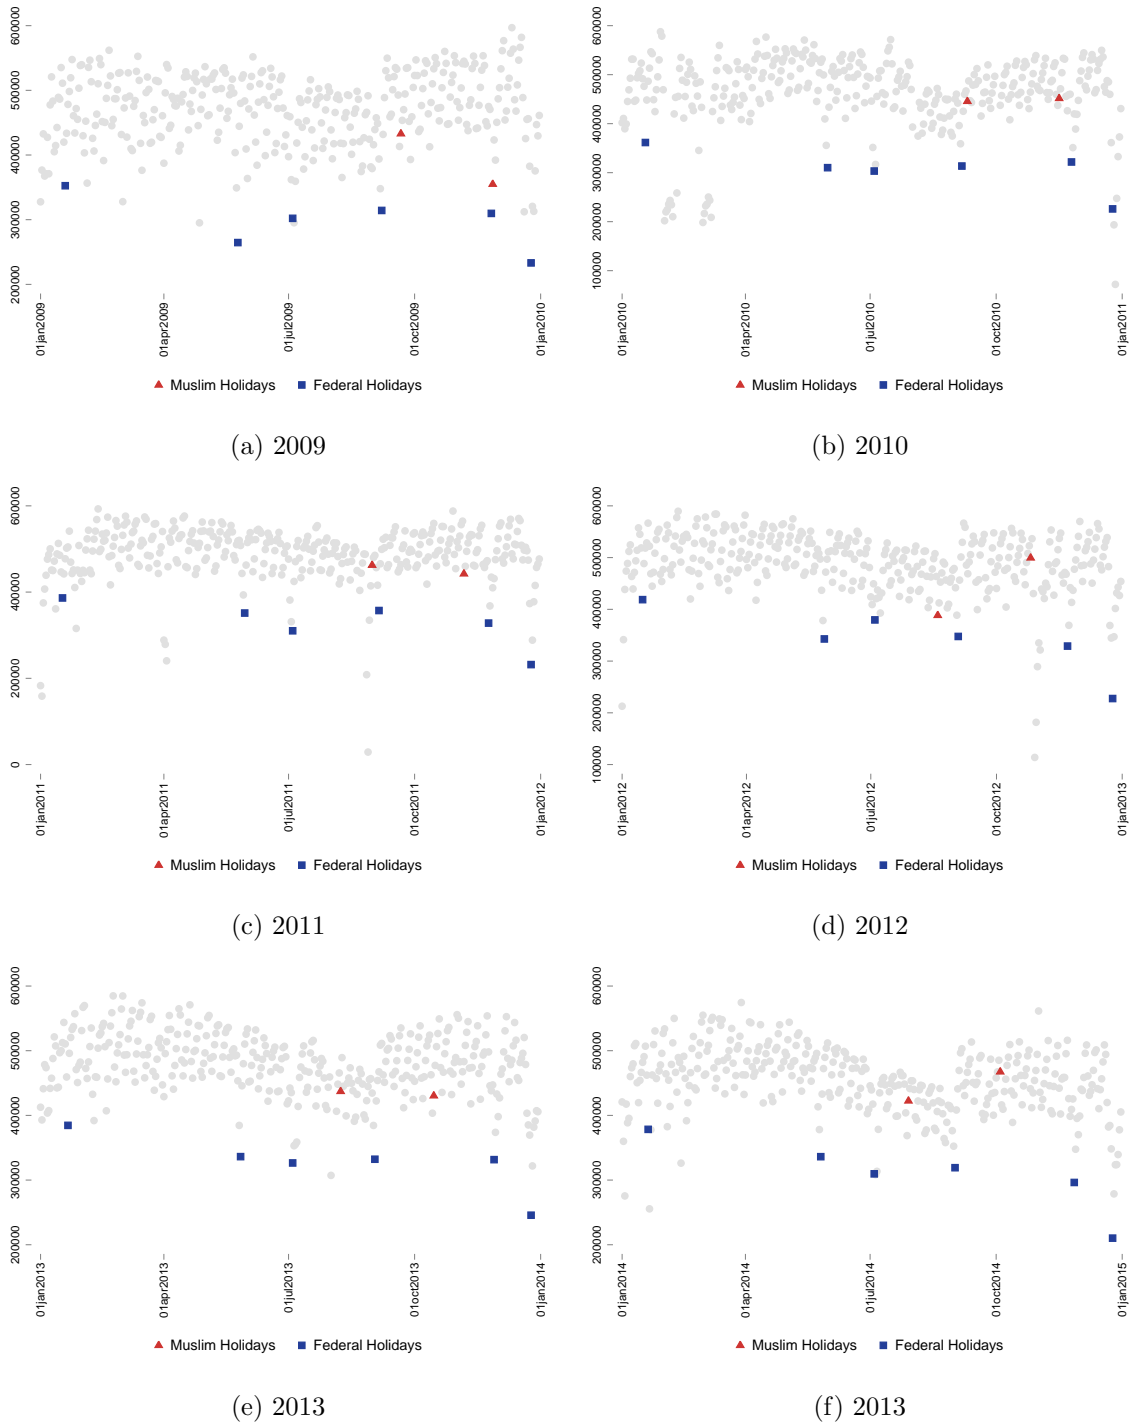 600000
500000
400000
300000
200000
01jan2009
01apr2009
01jul2009
01oct2009
01jan2010
Muslim Holidays Federal Holidays
(a) 2009
600000
500000
400000
300000
200000
100000
01jan2010
01apr2010
01jul2010
01oct2010
01jan2011
Muslim Holidays Federal Holidays
(b) 2010
600000
400000
200000
0
01jan2011
01apr2011
01jul2011
01oct2011
01jan2012
Muslim Holidays Federal Holidays
(c) 2011
600000
500000
400000
300000
200000
100000
01jan2012
01apr2012
01jul2012
01oct2012
01jan2013
Muslim Holidays Federal Holidays
(d) 2012
600000
500000
400000
300000
200000
01jan2013
01apr2013
01jul2013
01oct2013
01jan2014
Muslim Holidays Federal Holidays
(e) 2013
600000
500000
400000
300000
200000
01jan2014
01apr2014
01jul2014
01oct2014
01jan2015
Muslim Holidays Federal Holidays
(f) 2013